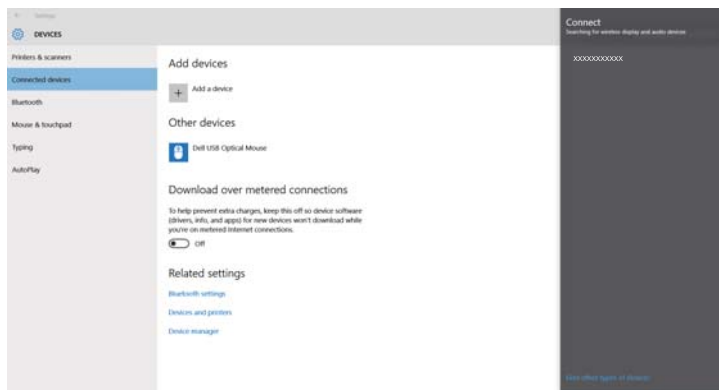 Settings
DEVICES
Printers & scanners
Connected devices
Bluetooth
Mouse & touchpad
Typing
AutoPlay
Add devices
Add a device
Other devices
Dell USB Optical Mouse
Download over metered connections
To help prevent extra charges, keep this off so device software
(drivers, info, and apps) for new devices won't download while
you're on metered Internet connections.
Off
Related settings
Bluetooth settings
Devices and printers
Device manager
Connect
Searching for wireless display and audio devices
XXXXXXXXXXX
Find other types of devices